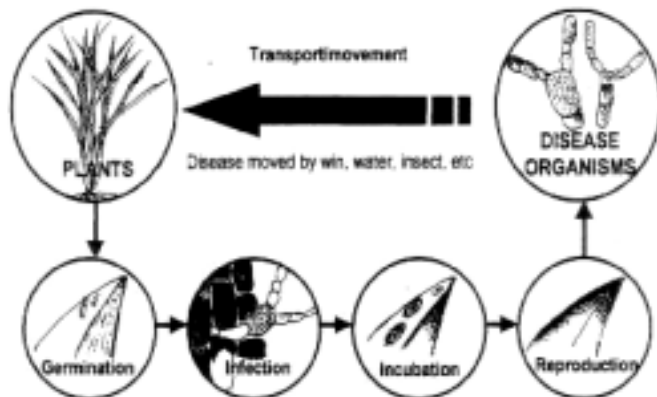 Transport/movement
PLANTS
Disease moved by win, water, insect, etc
DISEASE
ORGANISMS
Germination
Infection
Incubation
Reproduction